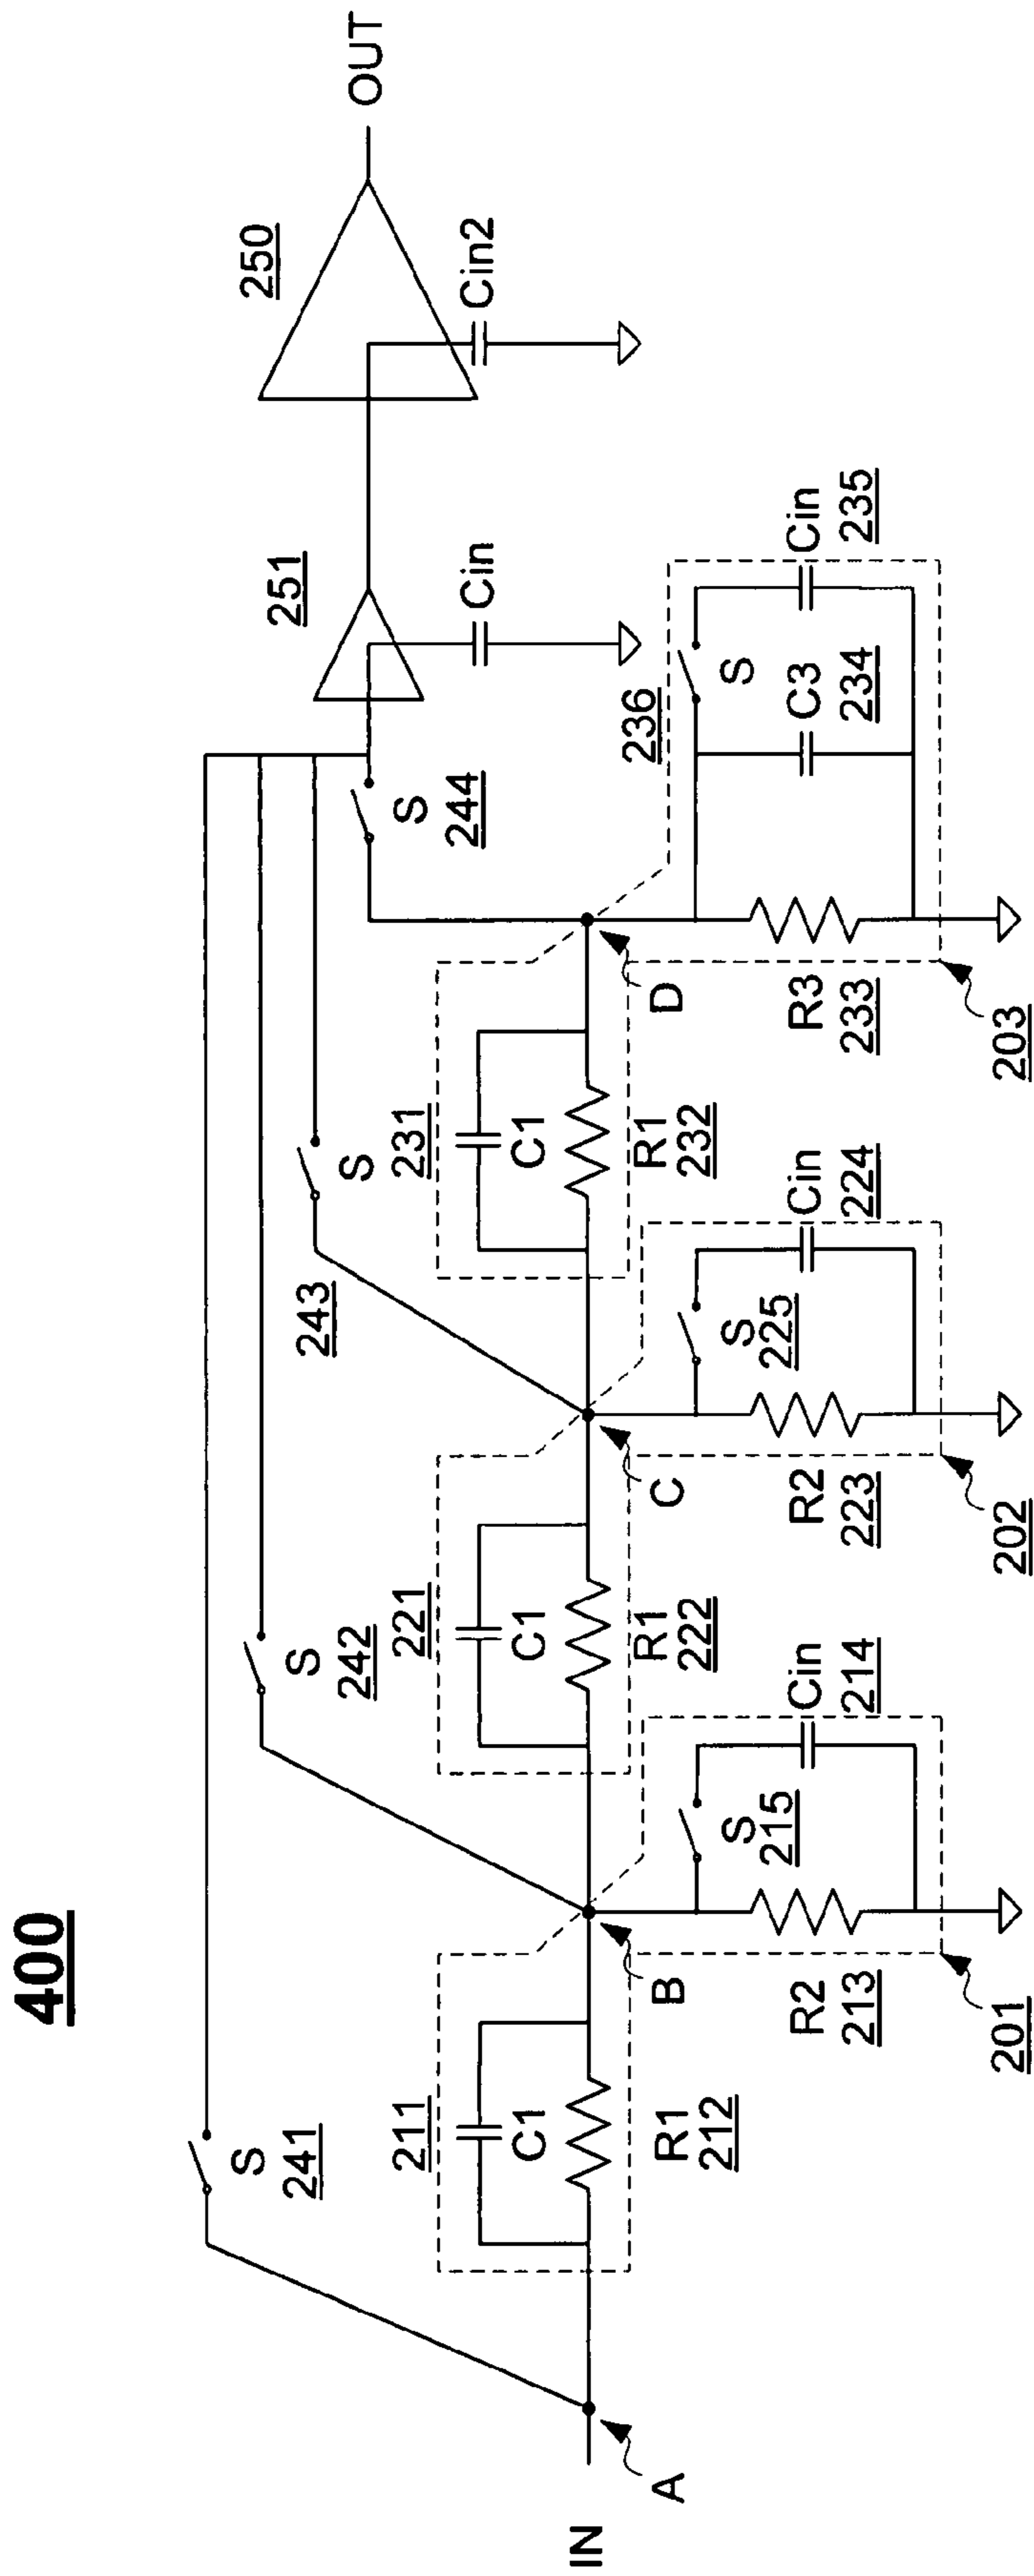 400
OUT
250
Cin2
251
Cin
S
241
S
242
S
243
S
244
211
C1
R1
212
221
C1
R1
222
231
C1
R1
232
IN
A
B
C
D
R2
213
S
215
Cin
214
201
R2
223
S
225
Cin
224
202
R3
233
236
S
C3
234
Cin
235
203